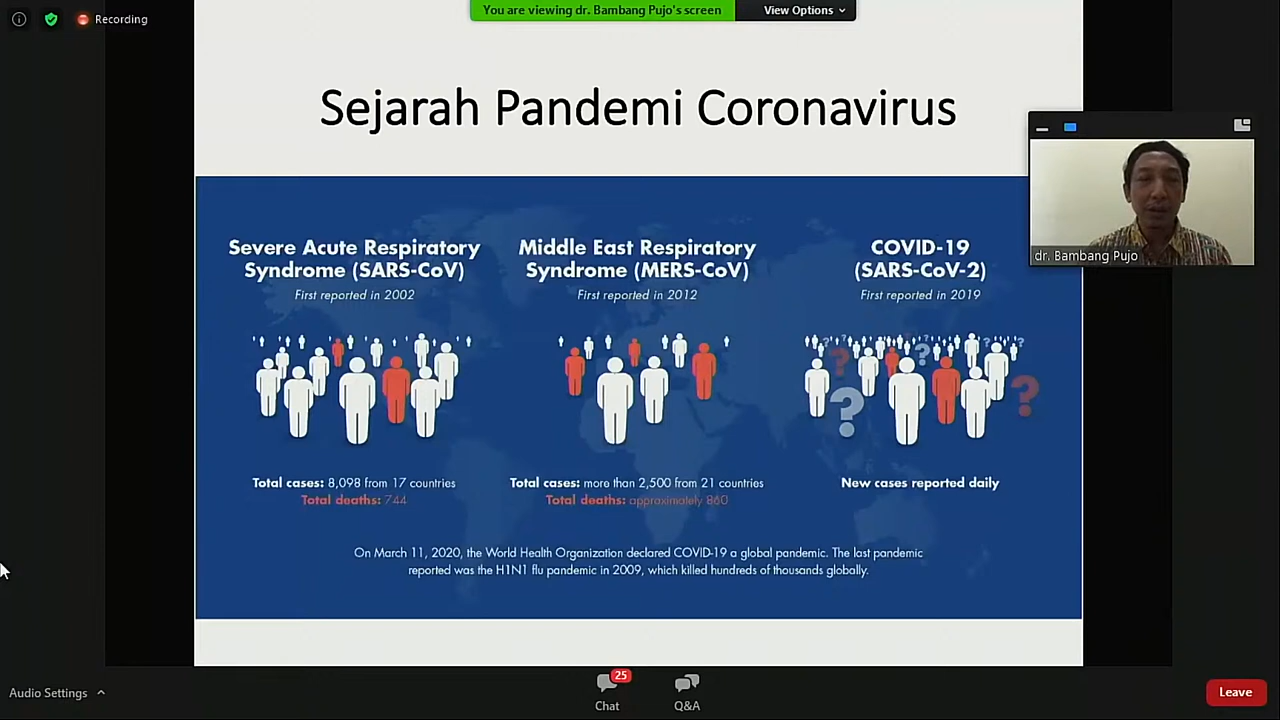 Recording
You are viewing dr. Bambang Pujo's screen
View Options
Sejarah Pandemi Coronavirus
dr. Bambang Pujo
Severe Acute Respiratory
Syndrome (SARS-CoV)
First reported in 2002
Total cases: 8,098 from 17 countries
Total deaths: 744
Middle East Respiratory
Syndrome (MERS-CoV)
First reported in 2012
Total cases: more than 2,500 from 21 countries
Total deaths: approximately 860
COVID-19
(SARS-CoV-2)
First reported in 2019
? ? ? ?
New cases reported daily
On March 11, 2020, the World Health Organization declared COVID-19 a global pandemic. The last pandemic
reported was the H1N1 flu pandemic in 2009, which killed hundreds of thousands globally.
Audio Settings
25
Chat
Q&A
Leave